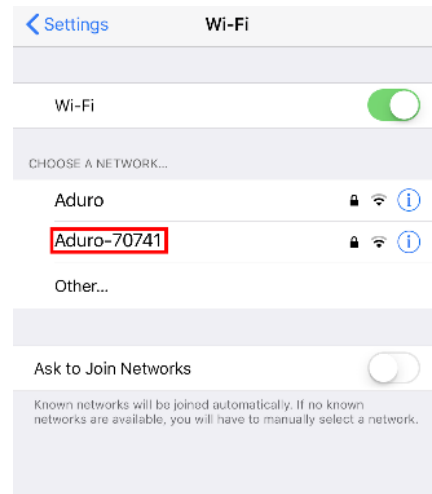 Settings Wi-Fi
Wi-Fi
CHOOSE A NETWORK...
Aduro
Aduro-70741
Other...
Ask to Join Networks
Known networks will be joined automatically. If no known
networks are available, you will have to manually select a network.